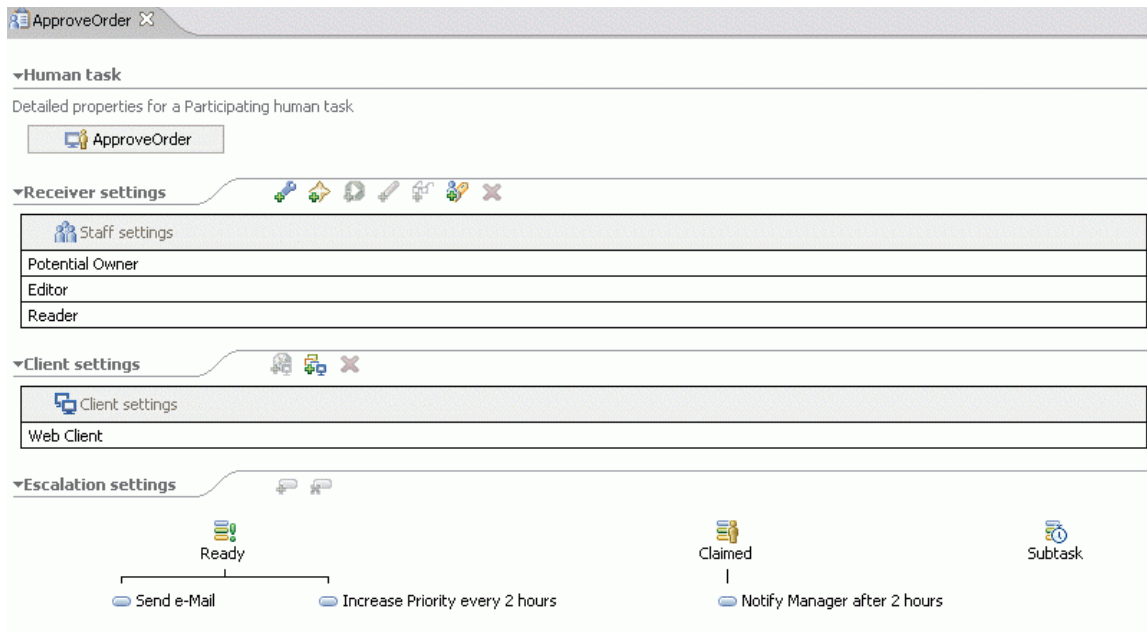 ApproveOrder
Human task
Detailed properties for a Participating human task
ApproveOrder
Receiver settings
Staff settings
Potential Owner
Editor
Reader
Client settings
Client settings
Web Client
Escalation settings
Ready Claimed Subtask
Send e-Mail Increase Priority every 2 hours Notify Manager after 2 hours